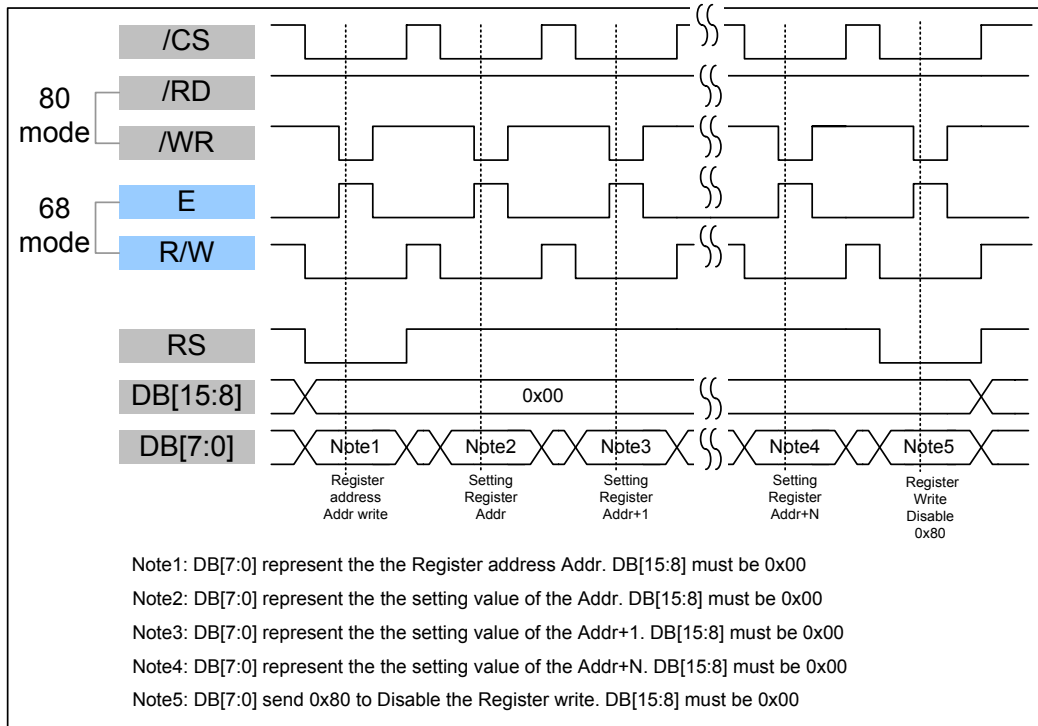 /CS
80 mode
/RD
/WR
68 mode
E
R/W
RS
DB[15:8]
0x00
DB[7:0]
Note1
Note2
Note3
Note4
Note5
Register
address
Addr write
Setting
Register
Addr
Setting
Register
Addr+1
Setting
Register
Addr+N
Register
Write
Disable
0x80
Note1: DB[7:0] represent the the Register address Addr. DB[15:8] must be 0x00
Note2: DB[7:0] represent the the setting value of the Addr. DB[15:8] must be 0x00
Note3: DB[7:0] represent the the setting value of the Addr+1. DB[15:8] must be 0x00
Note4: DB[7:0] represent the the setting value of the Addr+N. DB[15:8] must be 0x00
Note5: DB[7:0] send 0x80 to Disable the Register write. DB[15:8] must be 0x00